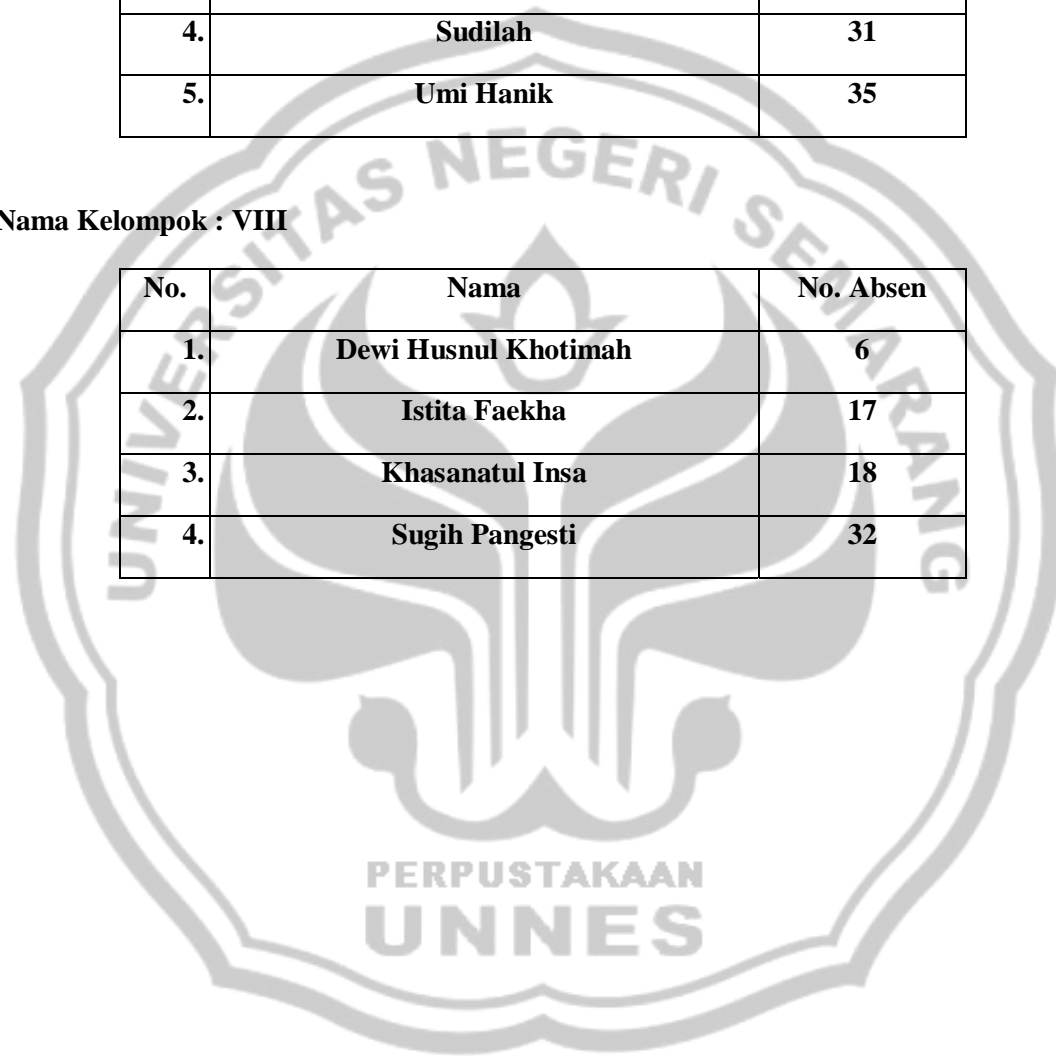 4. Sudilah 31
5. Umi Hanik 35
Nama Kelompok : VIII
No. Nama No. Absen
1. Dewi Husnul Khotimah 6
2. Istita Faekha 17
3. Khasanatul Insa 18
4. Sugih Pangesti 32
UNIVERSITAS NEGERI SEMARANG
PERPUSTAKAAN
UNNES